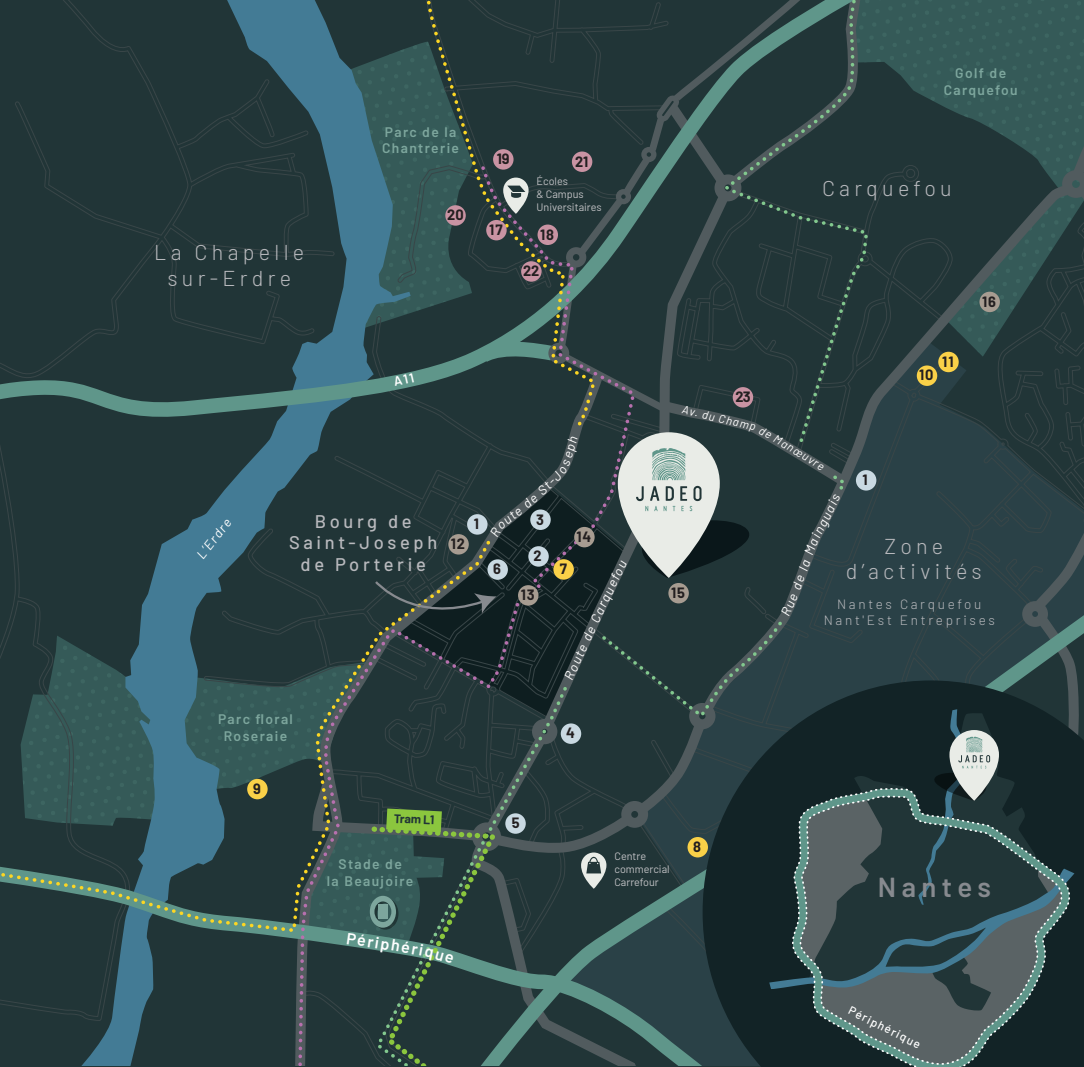 Golf de
Carquefou
Parc de la
Chantrerie
19
21
Écoles
& Campus
Universitaires
20
17
18
22
Carquefou
La Chapelle
sur-Erdre
16
A11
11
10
23
Av. du Champ de Manœuvre
JADEO
NANTES
1
Route de St-Joseph
Bourg de
Saint-Joseph
de Porterie
1
3
12
14
2
6
7
13
15
L'Erdre
Route de Carquefou
Rue de la Mainguais
Zone
d'activités
Nantes Carquefou
Nant'Est Entreprises
Parc floral
Roseraie
4
9
Tram L1
5
8
Stade de
la Beaujoire
Centre
commercial
Carrefour
Périphérique
JADEO
NANTES
Nantes
Périphérique